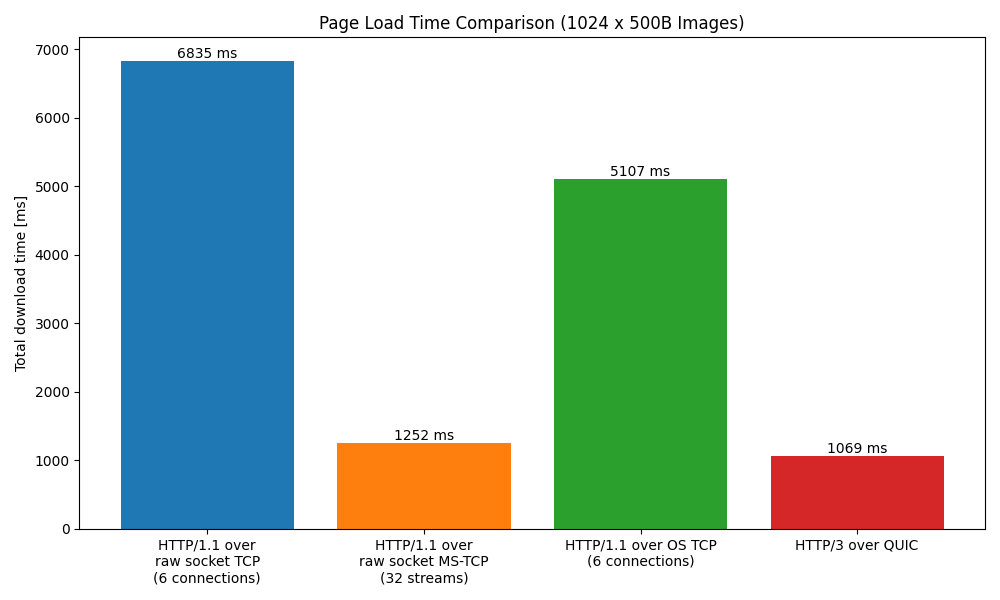 Page Load Time Comparison (1024 x 500B Images)
Total download time [ms]
7000
6000
5000
4000
3000
2000
1000
0
6835 ms
1252 ms
5107 ms
1069 ms
HTTP/1.1 over
raw socket TCP
(6 connections)
HTTP/1.1 over
raw socket MS-TCP
(32 streams)
HTTP/1.1 over OS TCP
(6 connections)
HTTP/3 over QUIC